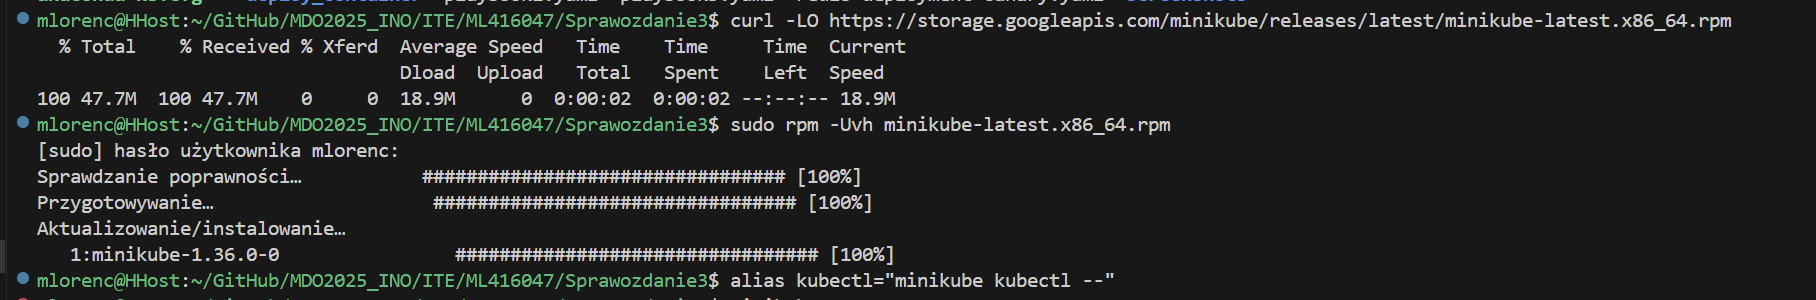 mlorenc@HHost:~/GitHub/MDO2025_INO/ITE/ML416047/Sprawozdanie3$ curl -LO https://storage.googleapis.com/minikube/releases/latest/minikube-latest.x86_64.rpm
  % Total    % Received % Xferd  Average Speed   Time    Time     Time  Current
                                 Dload  Upload   Total   Spent    Left  Speed
100 47.7M  100 47.7M    0     0  18.9M      0  0:00:02  0:00:02 --:--:-- 18.9M
mlorenc@HHost:~/GitHub/MDO2025_INO/ITE/ML416047/Sprawozdanie3$ sudo rpm -Uvh minikube-latest.x86_64.rpm
[sudo] hasło użytkownika mlorenc:
Sprawdzanie poprawności…           ################################# [100%]
Przygotowywanie…                    ################################# [100%]
Aktualizowanie/instalowanie…
   1:minikube-1.36.0-0                ################################# [100%]
mlorenc@HHost:~/GitHub/MDO2025_INO/ITE/ML416047/Sprawozdanie3$ alias kubectl="minikube kubectl --"